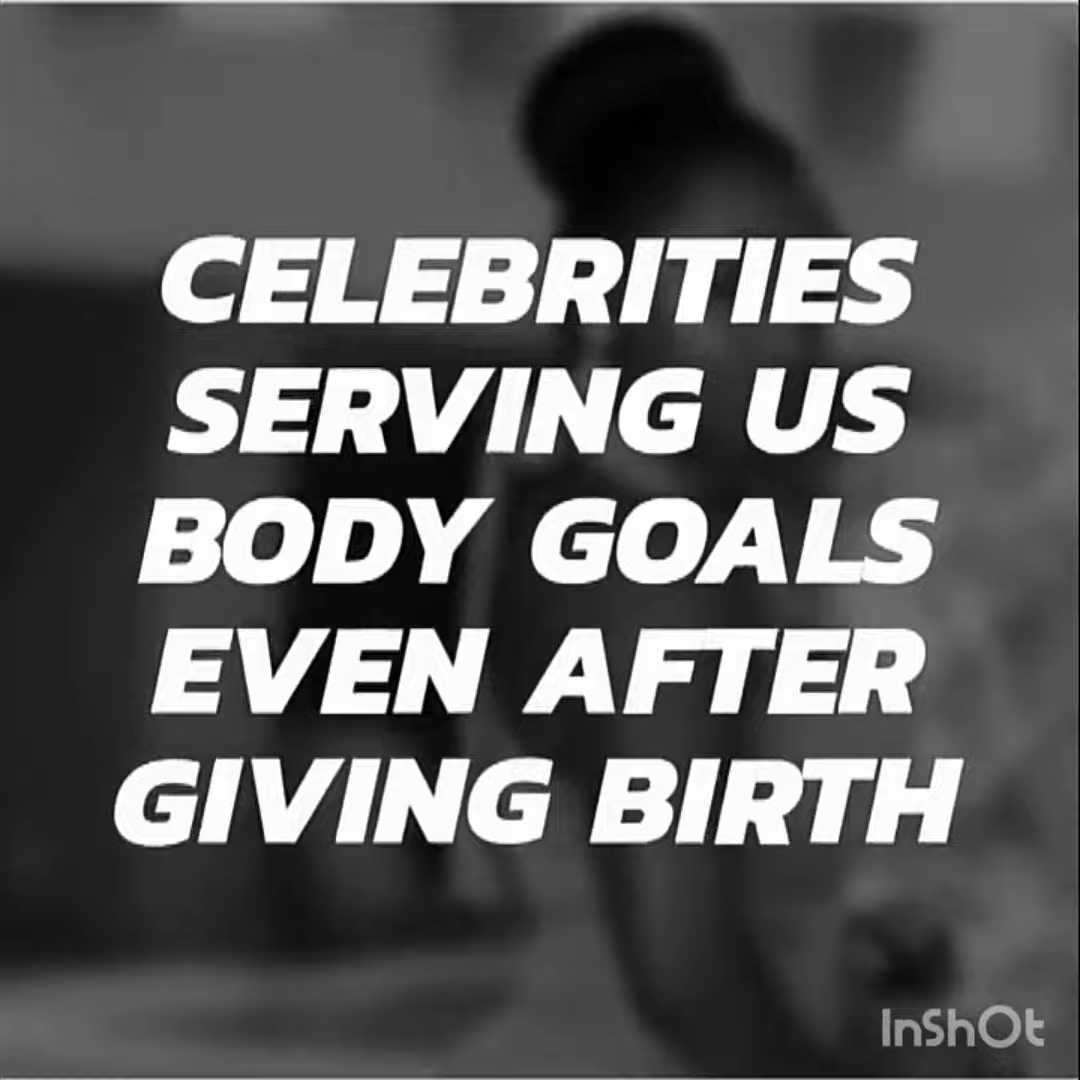 CELEBRITIES
SERVING US
BODY GOALS
EVEN AFTER
GIVING BIRTH
InShOt